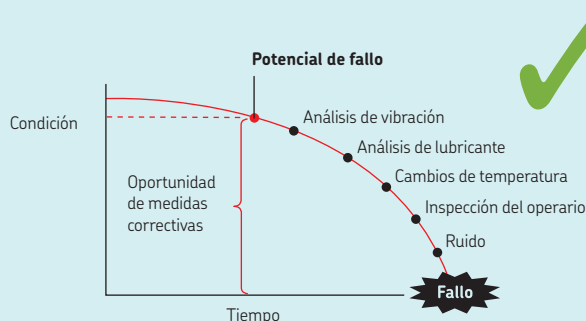 Potencial de fallo
Condición
Análisis de vibración
Análisis de lubricante
Cambios de temperatura
Oportunidad
de medidas
correctivas
Inspección del operario
Ruido
Fallo
Tiempo